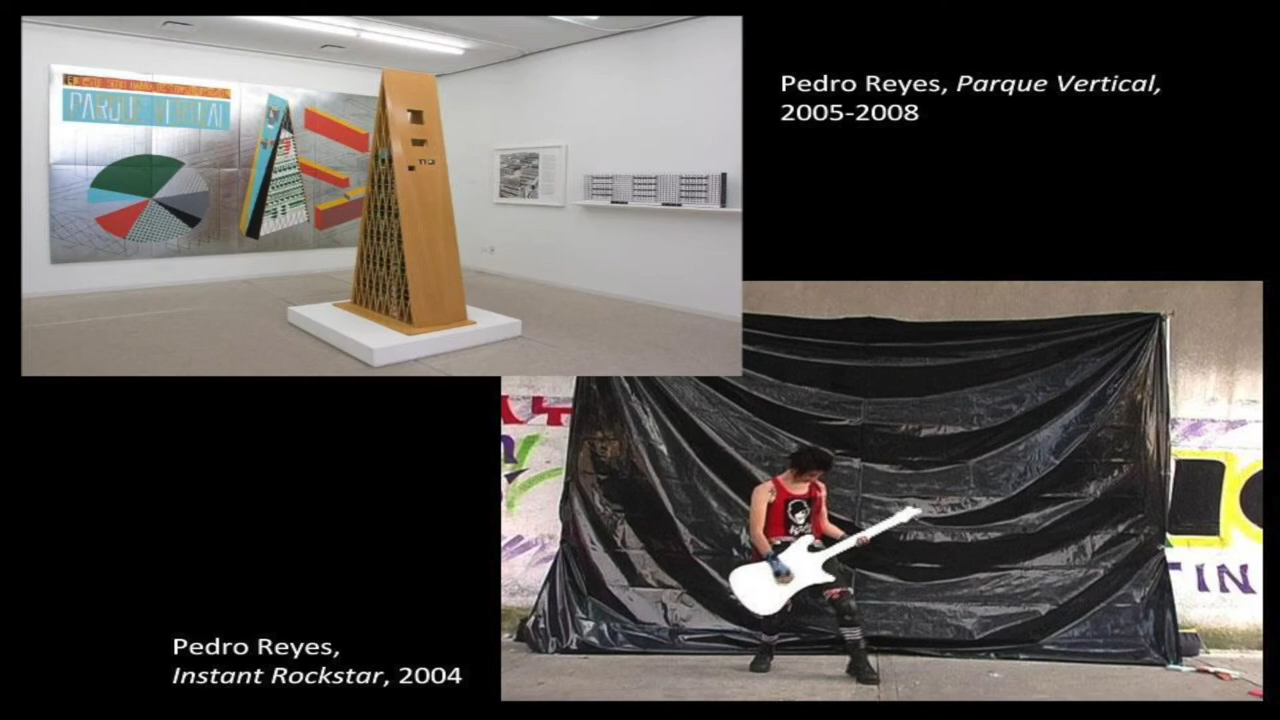 Pedro Reyes, Parque Vertical,
2005-2008
PARQUE VERTICAL
TIN
Pedro Reyes,
Instant Rockstar, 2004